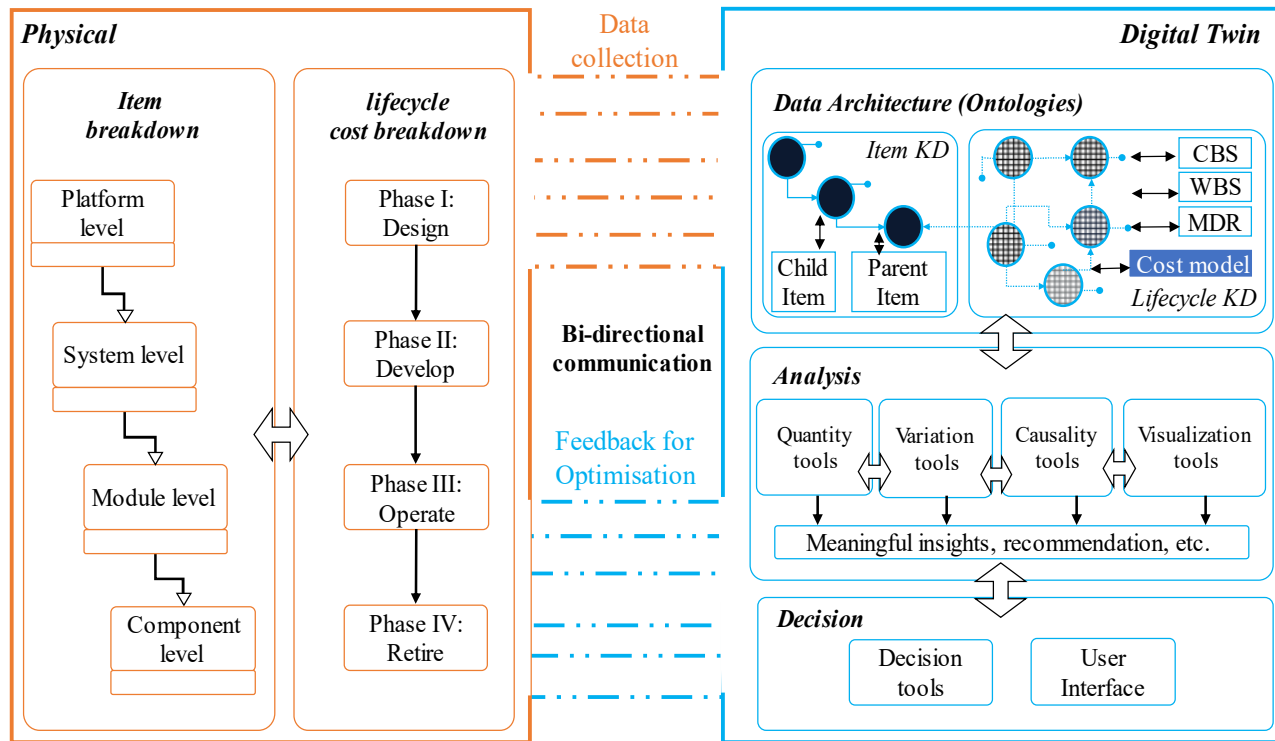 Physical
Item
breakdown
Platform
level
System level
Module level
Component
level
lifecycle
cost breakdown
Phase I:
Design
Phase II:
Develop
Phase III:
Operate
Phase IV:
Retire
Data
collection
Bi-directional
communication
Feedback for
Optimisation
Digital Twin
Data Architecture (Ontologies)
Item KD
Child
Item
Parent
Item
CBS
WBS
MDR
Cost model
Lifecycle KD
Analysis
Quantity
tools
Variation
tools
Causality
tools
Visualization
tools
Meaningful insights, recommendation, etc.
Decision
Decision
tools
User
Interface